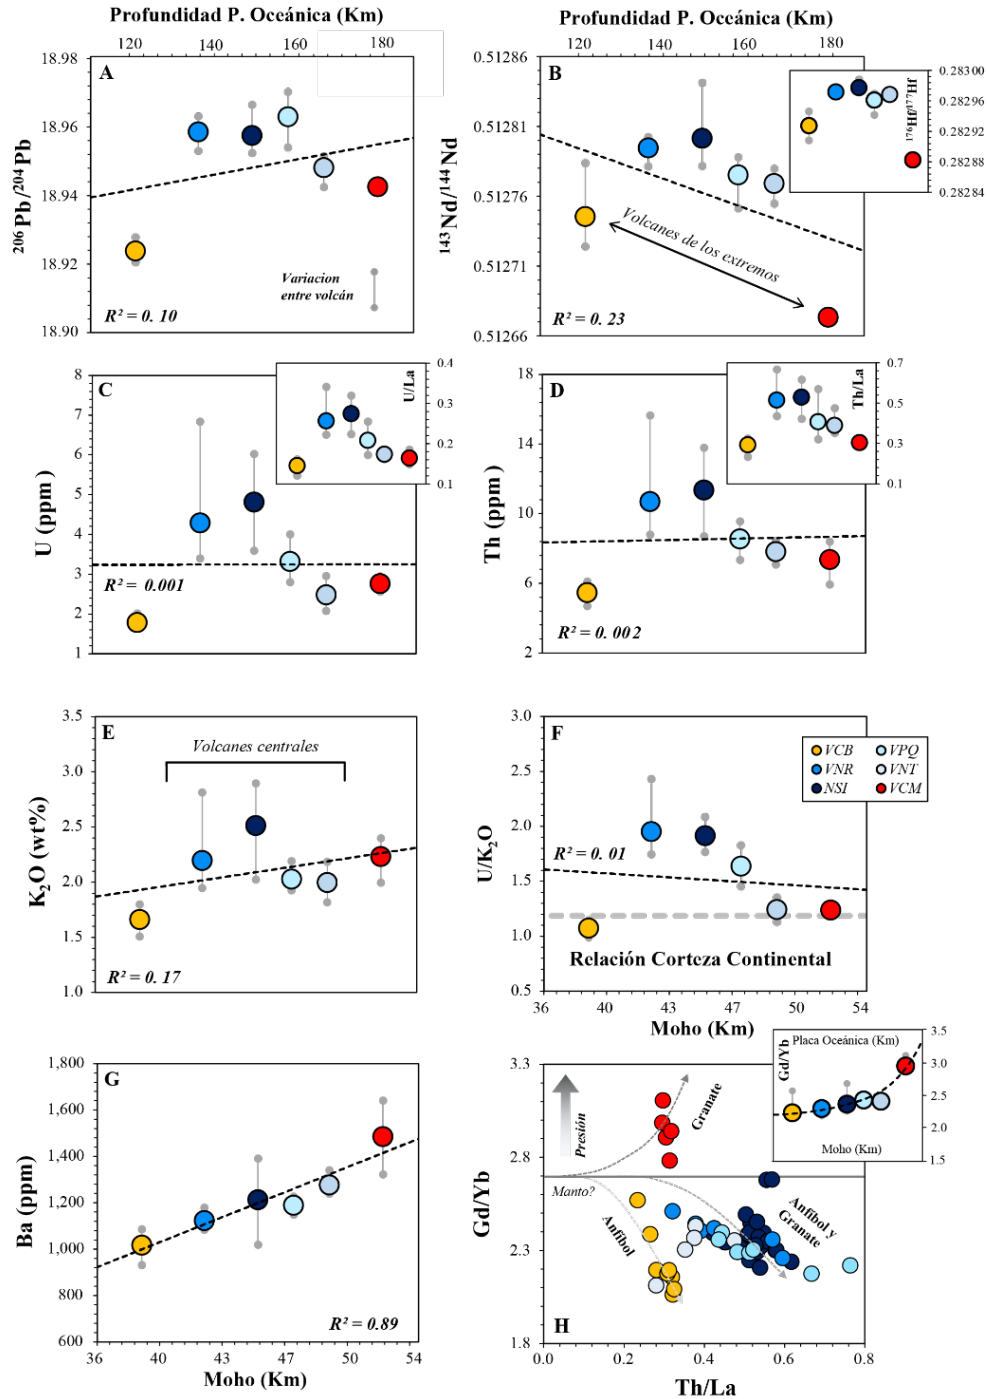 Profundidad P. Oceánica (Km)
120 140 160 180
A
18.98
18.96
18.94
18.92
18.90
206Pb/204Pb
Variacion
entre volcán
R² = 0. 10
Profundidad P. Oceánica (Km)
120 140 160 180
B
0.51286
0.51281
0.51276
0.51271
0.51266
143Nd/144Nd
0.28300
0.28296
0.28292
0.28288
0.28284
176Hf/177Hf
Volcanes de los extremos
R² = 0. 23
C
8
7
6
5
4
3
2
1
U (ppm)
0.4
0.3
0.2
0.1
U/La
R² = 0.001
D
18
14
10
6
2
Th (ppm)
0.7
0.5
0.3
0.1
Th/La
R² = 0. 002
E
3.5
3.0
2.5
2.0
1.5
1.0
K2O (wt%)
Volcanes centrales
R² = 0. 17
F
3.0
2.5
2.0
1.5
1.0
0.5
U/K2O
VCB VPQ
VNR VNT
NSI VCM
R² = 0. 01
Relación Corteza Continental
36 40 43 47 50 54
Moho (Km)
G
1,800
1,600
1,400
1,200
1,000
800
600
Ba (ppm)
R² = 0.89
36 40 43 47 50 54
Moho (Km)
3.3
2.8
2.3
1.8
Gd/Yb
Presión
Granate
Manto?
Anfibol
Anfibol y
Granate
H
0.0 0.2 0.4 0.6 0.8
Th/La
Placa Oceánica (Km)
Gd/Yb
3.5
3.0
2.5
2.0
1.5
Moho (Km)